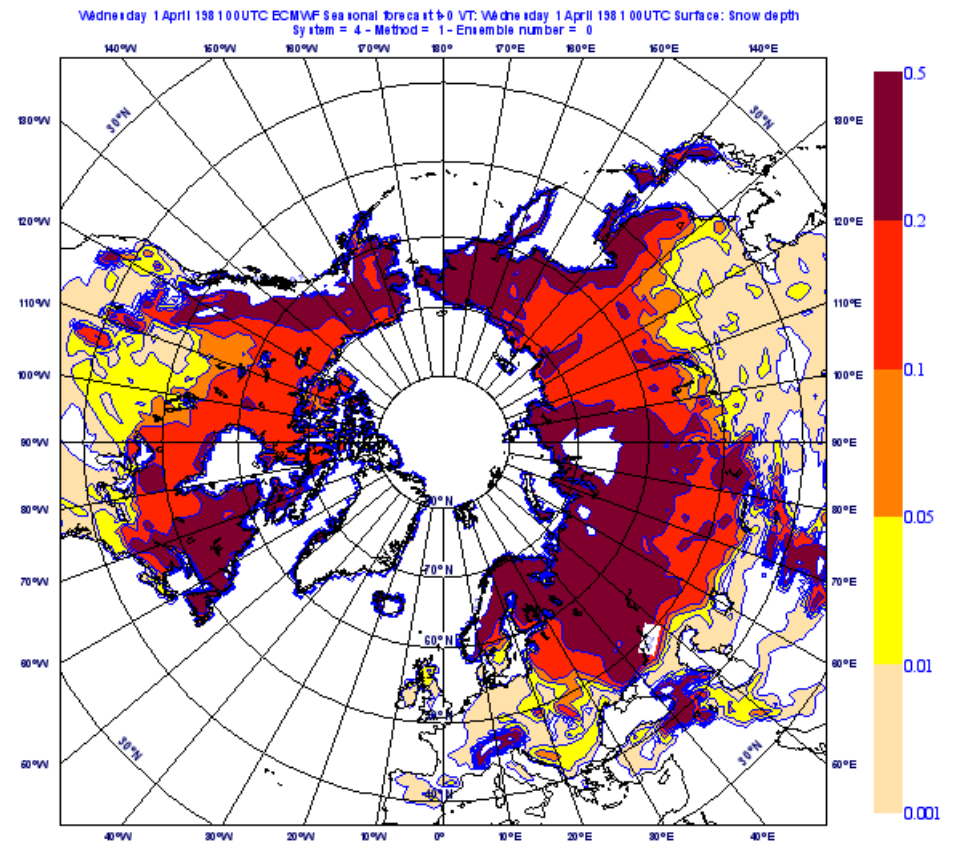 Wednesday 1 April 1981 00UTC ECMWF Seasonal forecast t+0 VT: Wednesday 1 April 1981 00UTC Surface: Snow depth
System = 4 - Method = 1 - Ensemble number = 0
140°W 150°W 160°W 170°W 180° 170°E 160°E 150°E 140°E
30°N 30°N
130°W 130°E
120°W 120°E
110°W 110°E
100°W 100°E
90°W 90°E
80°W 80°E
70°N
70°W 70°E
60°N
60°W 60°E
30°N 30°N
40°N
50°W 50°E
40°W 30°W 20°W 10°W 0° 10°E 20°E 30°E 40°E
0.5
0.2
0.1
0.05
0.01
0.001